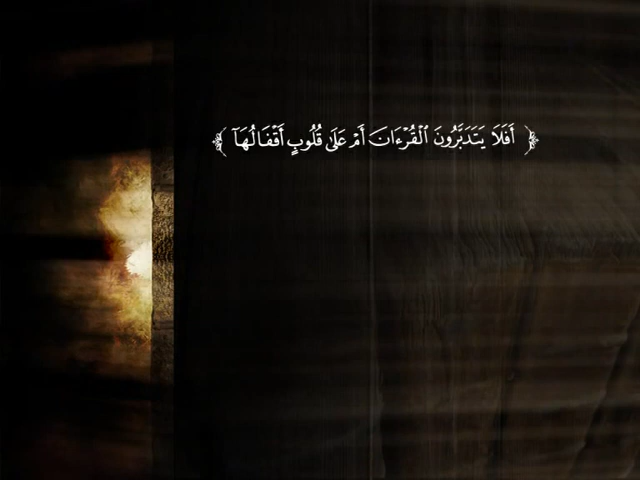 ﴿ أَفَلَا يَتَدَبَّرُونَ ٱلْقُرْءَانَ أَمْ عَلَىٰ قُلُوبٍ أَقْفَالُهَآ ﴾